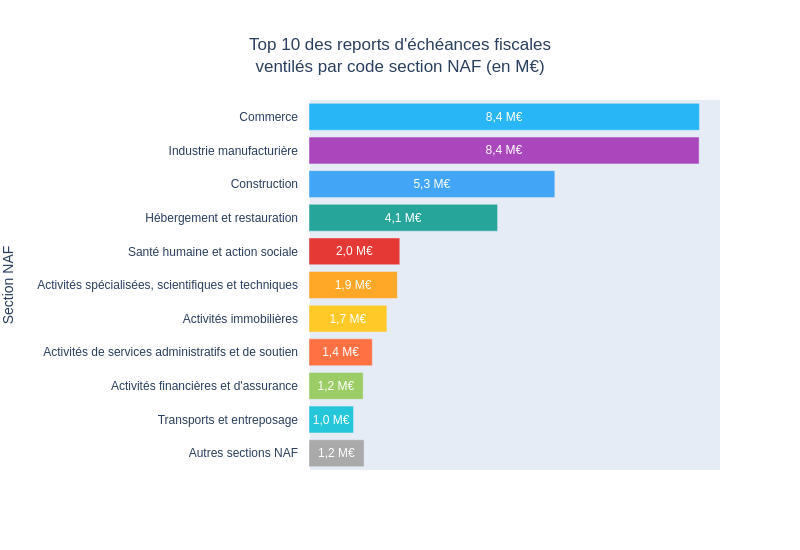 Top 10 des reports d'échéances fiscales
ventilés par code section NAF (en M€)
Section NAF
Commerce 8,4 M€
Industrie manufacturière 8,4 M€
Construction 5,3 M€
Hébergement et restauration 4,1 M€
Santé humaine et action sociale 2,0 M€
Activités spécialisées, scientifiques et techniques 1,9 M€
Activités immobilières 1,7 M€
Activités de services administratifs et de soutien 1,4 M€
Activités financières et d'assurance 1,2 M€
Transports et entreposage 1,0 M€
Autres sections NAF 1,2 M€